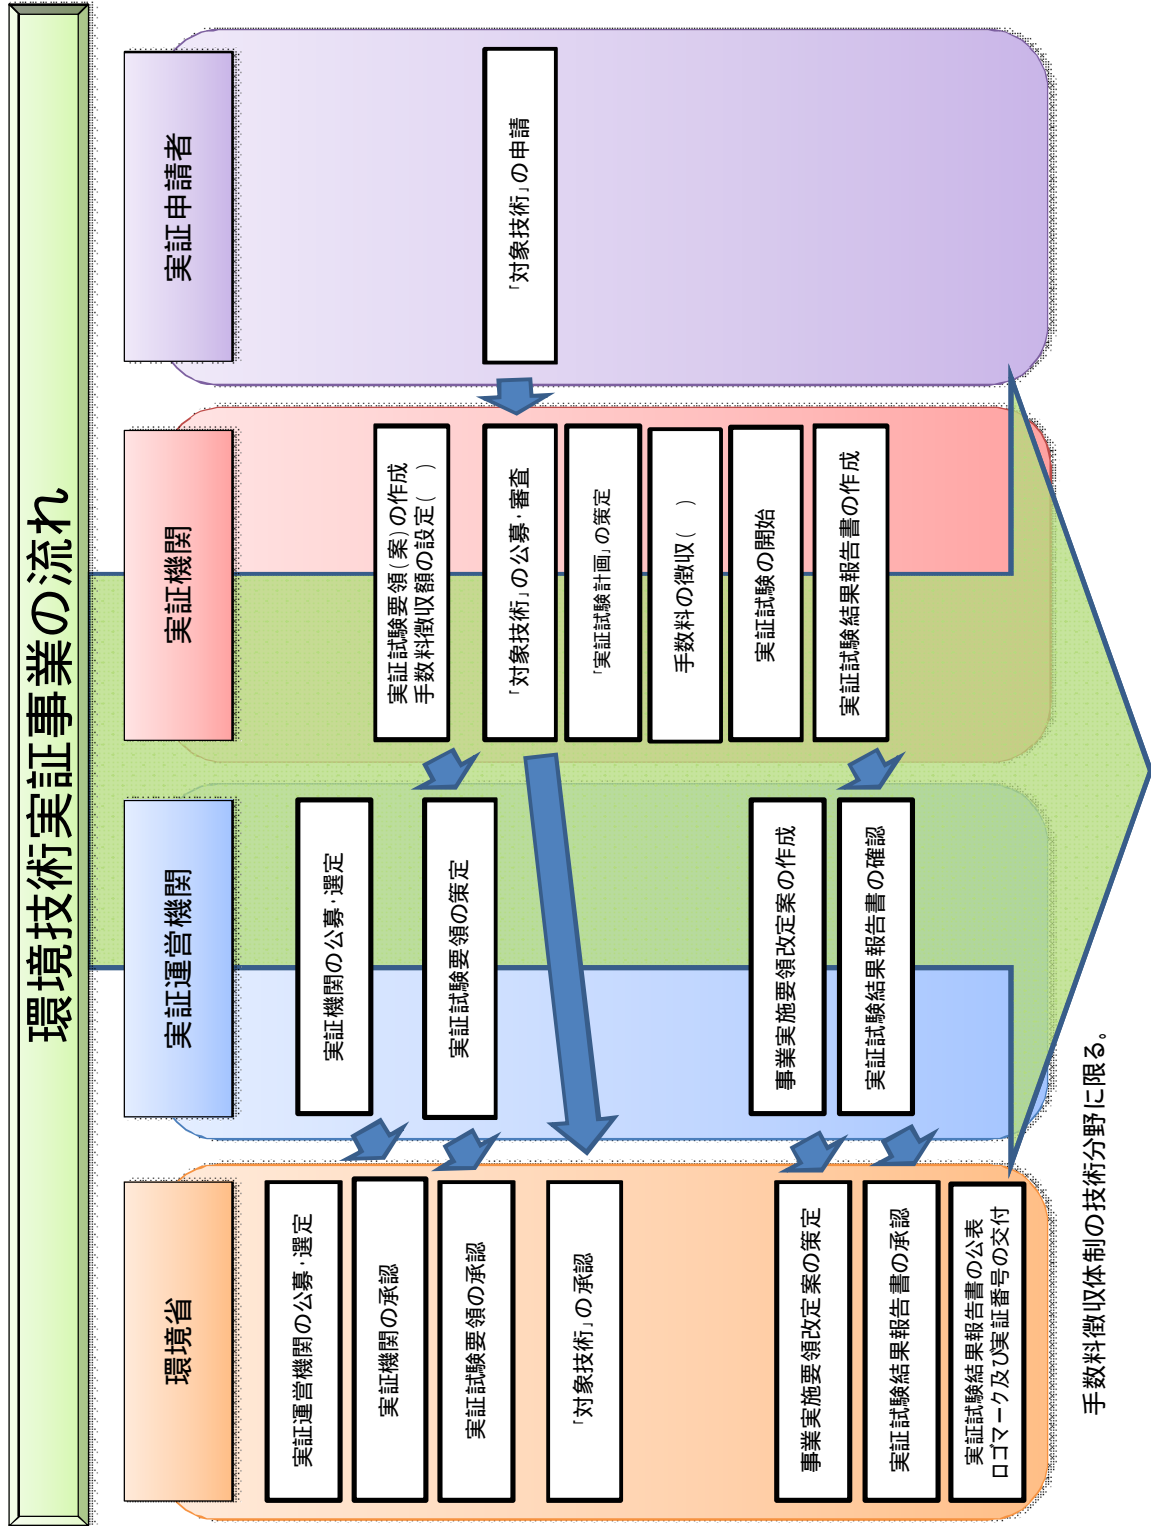 環境技術実証事業の流れ
環境省
実証運営機関の公募・選定
実証機関の承認
実証試験要領の承認
「対象技術」の承認
事業実施要領改定案の策定
実証試験結果報告書の承認
実証試験結果報告書の公表
ロゴマーク及び実証番号の交付
実証運営機関
実証機関の公募・選定
実証試験要領の策定
事業実施要領改定案の作成
実証試験結果報告書の確認
実証機関
実証試験要領（案）の作成
手数料徴収額の設定（　）
「対象技術」の公募・審査
「実証試験計画」の策定
手数料の徴収（　）
実証試験の開始
実証試験結果報告書の作成
実証申請者
「対象技術」の申請
手数料徴収体制の技術分野に限る。